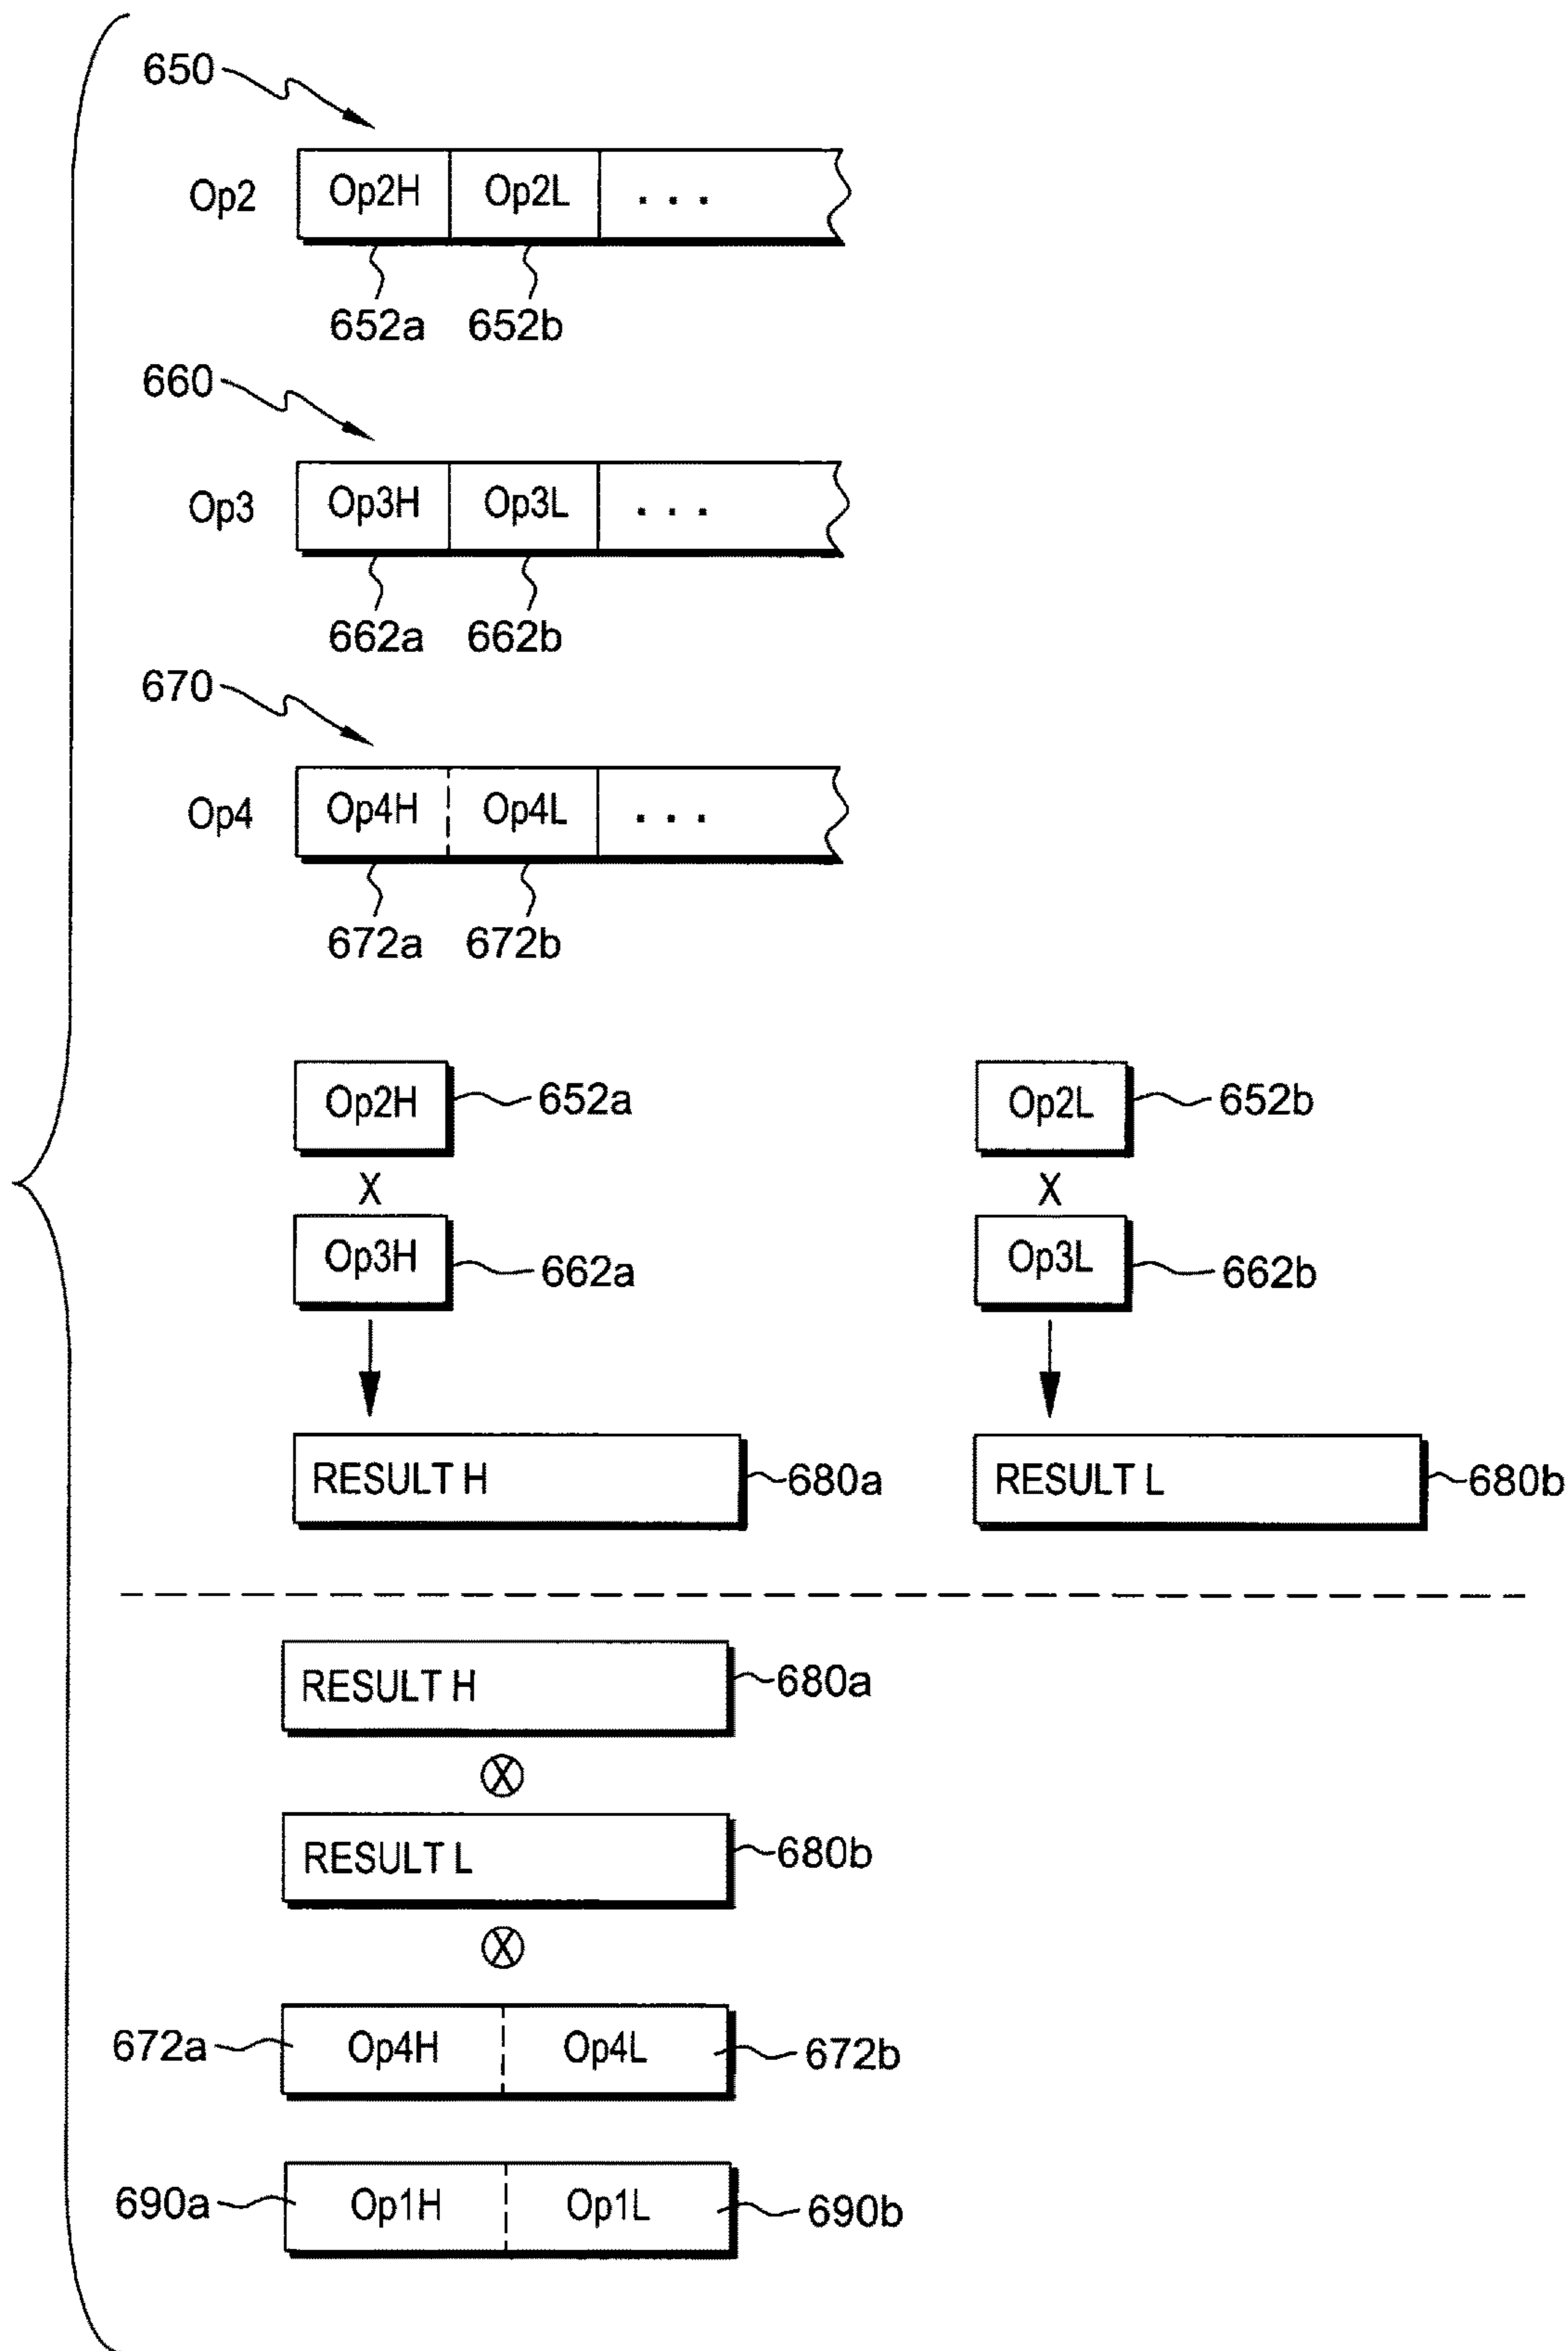 650
Op2 Op2H Op2L . . .
652a 652b
660
Op3 Op3H Op3L . . .
662a 662b
670
Op4 Op4H Op4L . . .
672a 672b
Op2H 652a Op2L 652b
X X
Op3H 662a Op3L 662b
RESULT H 680a RESULT L 680b
RESULT H 680a
X
RESULT L 680b
X
672a Op4H Op4L 672b
690a Op1H Op1L 690b